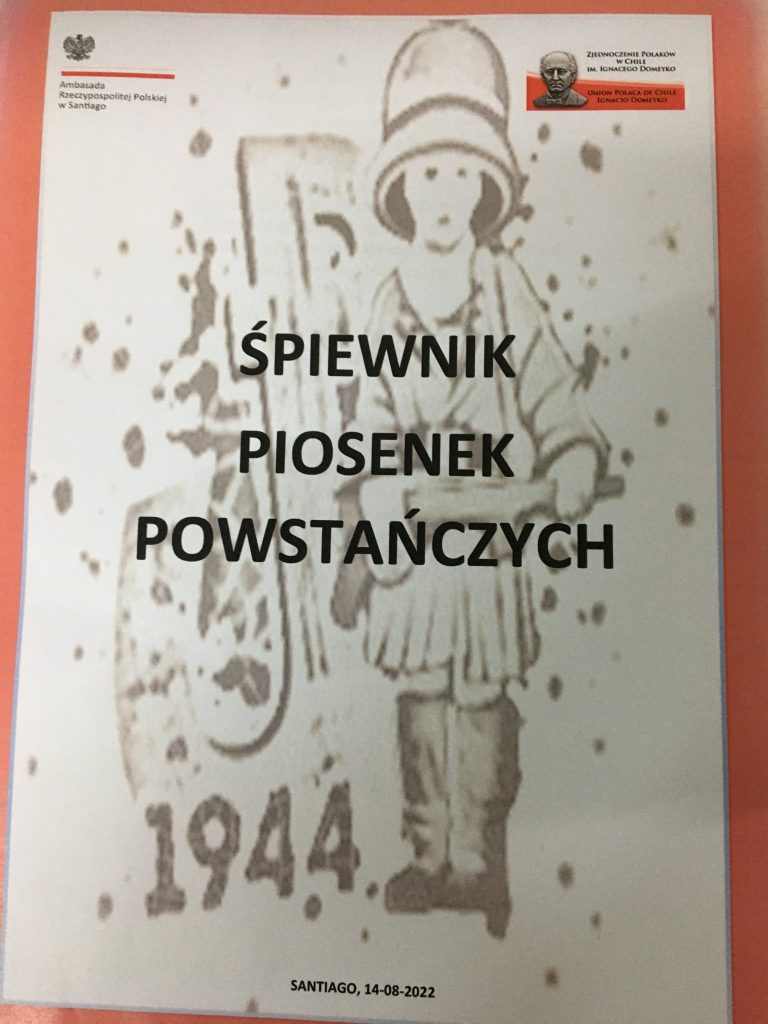 Ambasada
Rzeczypospolitej Polskiej
w Santiago
Zjednoczenie Polaków
w Chile
im. Ignacego Domeyko
Union Polaca de Chile
Ignacio Domeyko
ŚPIEWNIK
PIOSENEK
POWSTAŃCZYCH
1944
SANTIAGO, 14-08-2022